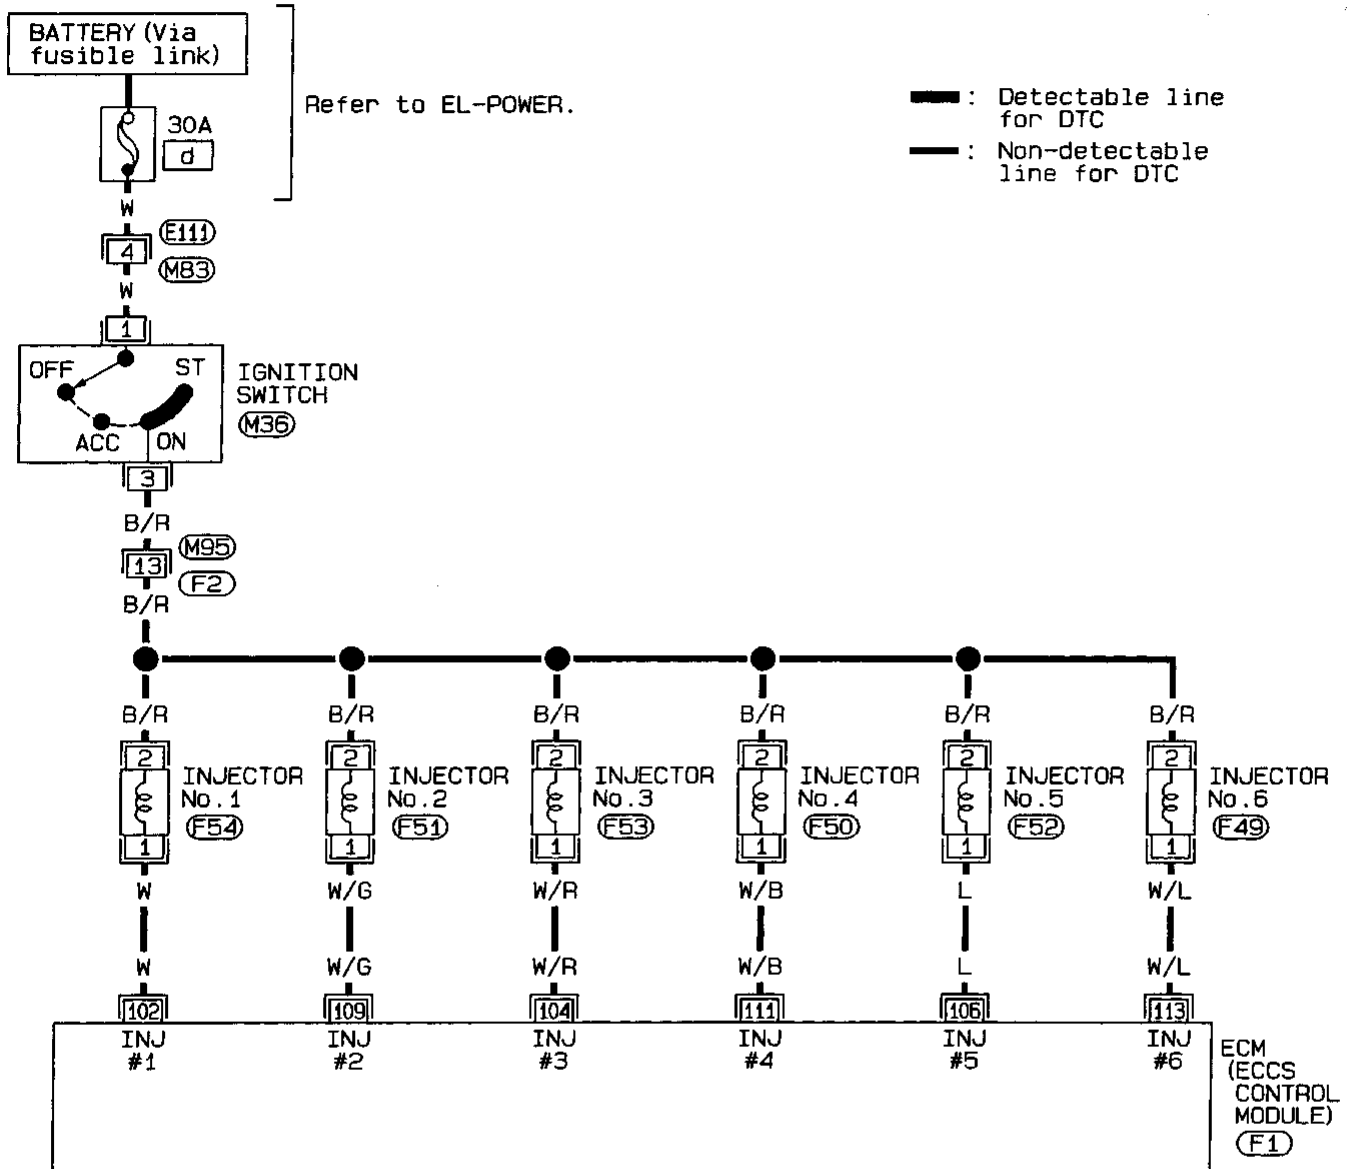 BATTERY (Via
fusible link)
Refer to EL-POWER.
30A
d
: Detectable line
for DTC
: Non-detectable
line for DTC
W
E111
4
M83
W
1
OFF
ST
ACC
ON
IGNITION
SWITCH
M36
3
B/R
M95
13
F2
B/R
B/R B/R B/R B/R B/R B/R
2 2 2 2 2 2
INJECTOR
No.1
F54
INJECTOR
No.2
F51
INJECTOR
No.3
F53
INJECTOR
No.4
F50
INJECTOR
No.5
F52
INJECTOR
No.6
F49
1 1 1 1 1 1
W W/G W/R W/B L W/L
W W/G W/R W/B L W/L
102 109 104 111 106 113
INJ INJ INJ INJ INJ INJ
#1 #2 #3 #4 #5 #6
ECM
(ECCS
CONTROL
MODULE)
F1